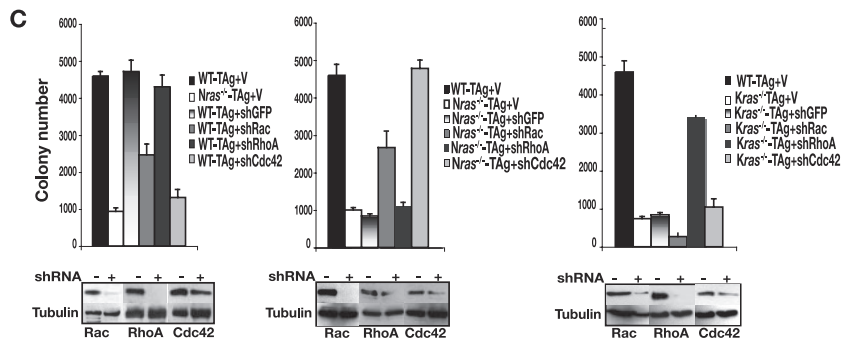 C
Colony number
6000
5000
4000
3000
2000
1000
0
WT-TAg+V
Nras-/--TAg+V
WT-TAg+shGFP
WT-TAg+shRac
WT-TAg+shRhoA
WT-TAg+shCdc42
shRNA - + - + - +
Tubulin
Rac RhoA Cdc42
6000
5000
4000
3000
2000
1000
0
WT-TAg+V
Nras-/--TAg+V
Nras-/--TAg+shGFP
Nras-/--TAg+shRac
Nras-/--TAg+shRhoA
Nras-/--TAg+shCdc42
shRNA - + - + - +
Tubulin
Rac RhoA Cdc42
6000
5000
4000
3000
2000
1000
0
WT-TAg+V
Kras-/-TAg+V
Kras-/--TAg+shGFP
Kras-/--TAg+shRac
Kras-/--TAg+shRhoA
Kras-/--TAg+shCdc42
shRNA - + - + - +
Tubulin
Rac RhoA Cdc42